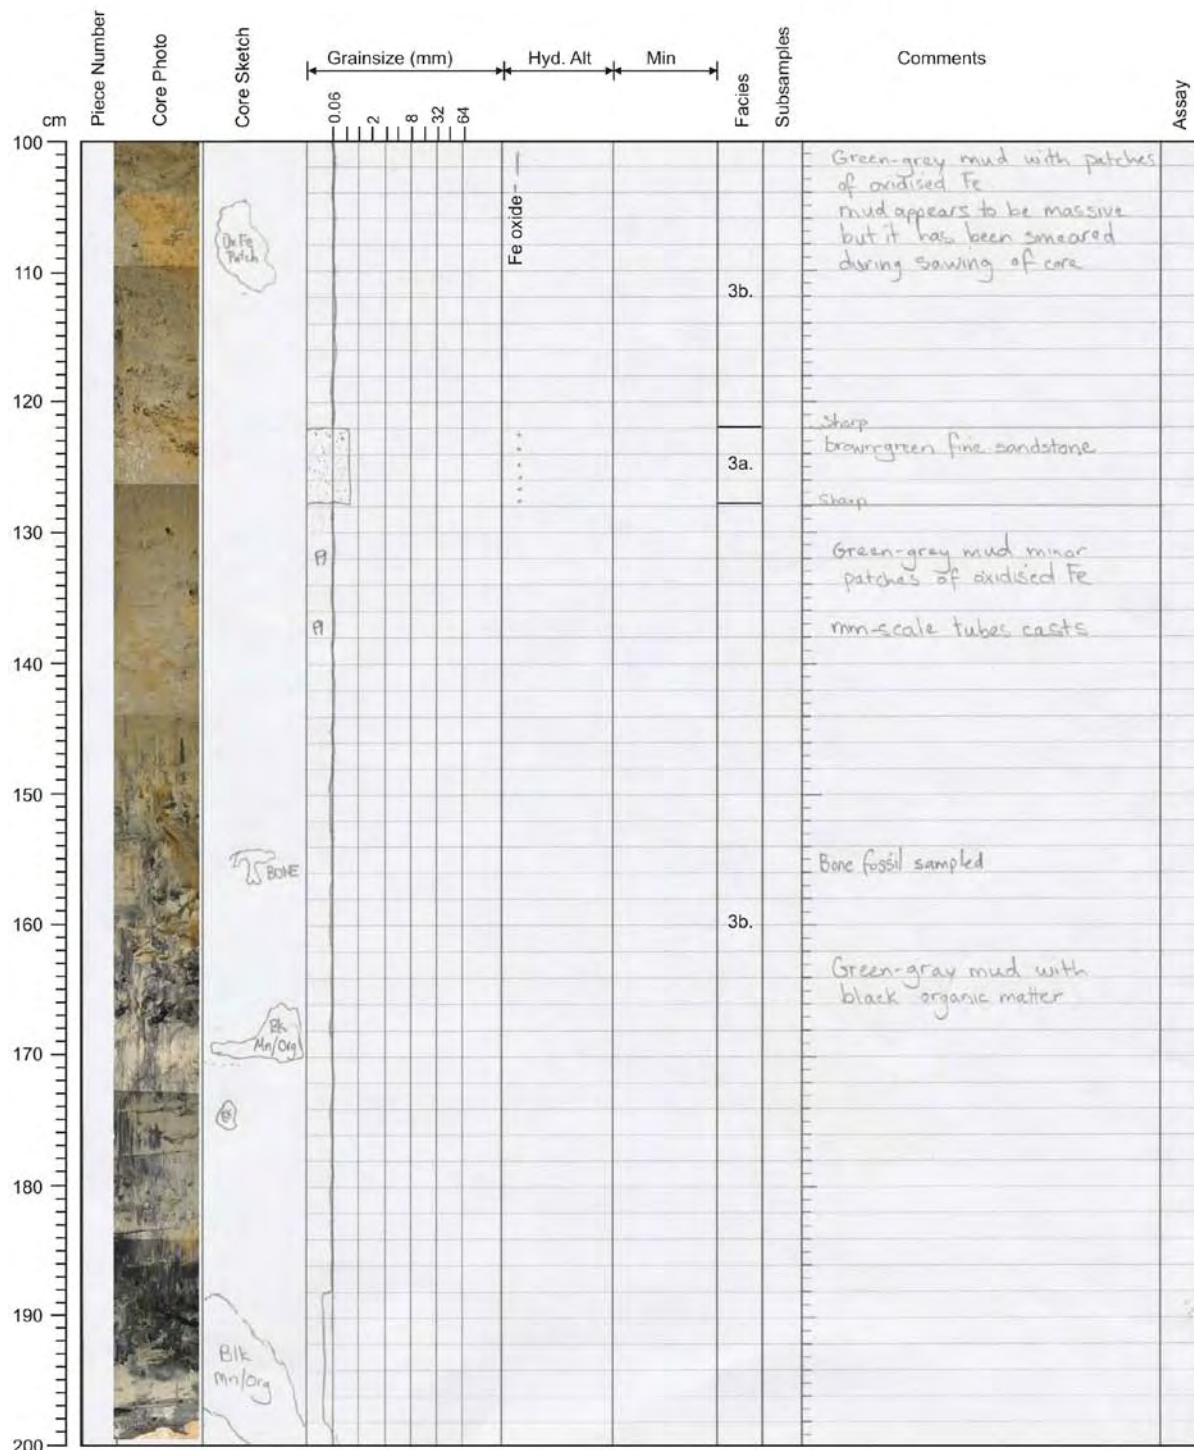 cm
Piece Number
Core Photo
Core Sketch
Grainsize (mm)
0.06
2
8
32
64
Hyd. Alt
Min
Facies
Subsamples
Comments
Assay
100
Green-grey mud with patches
of oxidised Fe
mud appears to be massive
but it has been smeared
during sawing of core
Fe oxide
Ox Fe
Patch
110
3b.
120
Sharp
brown-green fine sandstone
3a.
Sharp
130
Green-grey mud minor
patches of oxidised Fe
mm-scale tubes casts
140
150
BONE
Bone fossil sampled
160
3b.
Green-gray mud with
black organic matter
Bk
Mn/Org
170
180
190
Blk
Mn/Org
200